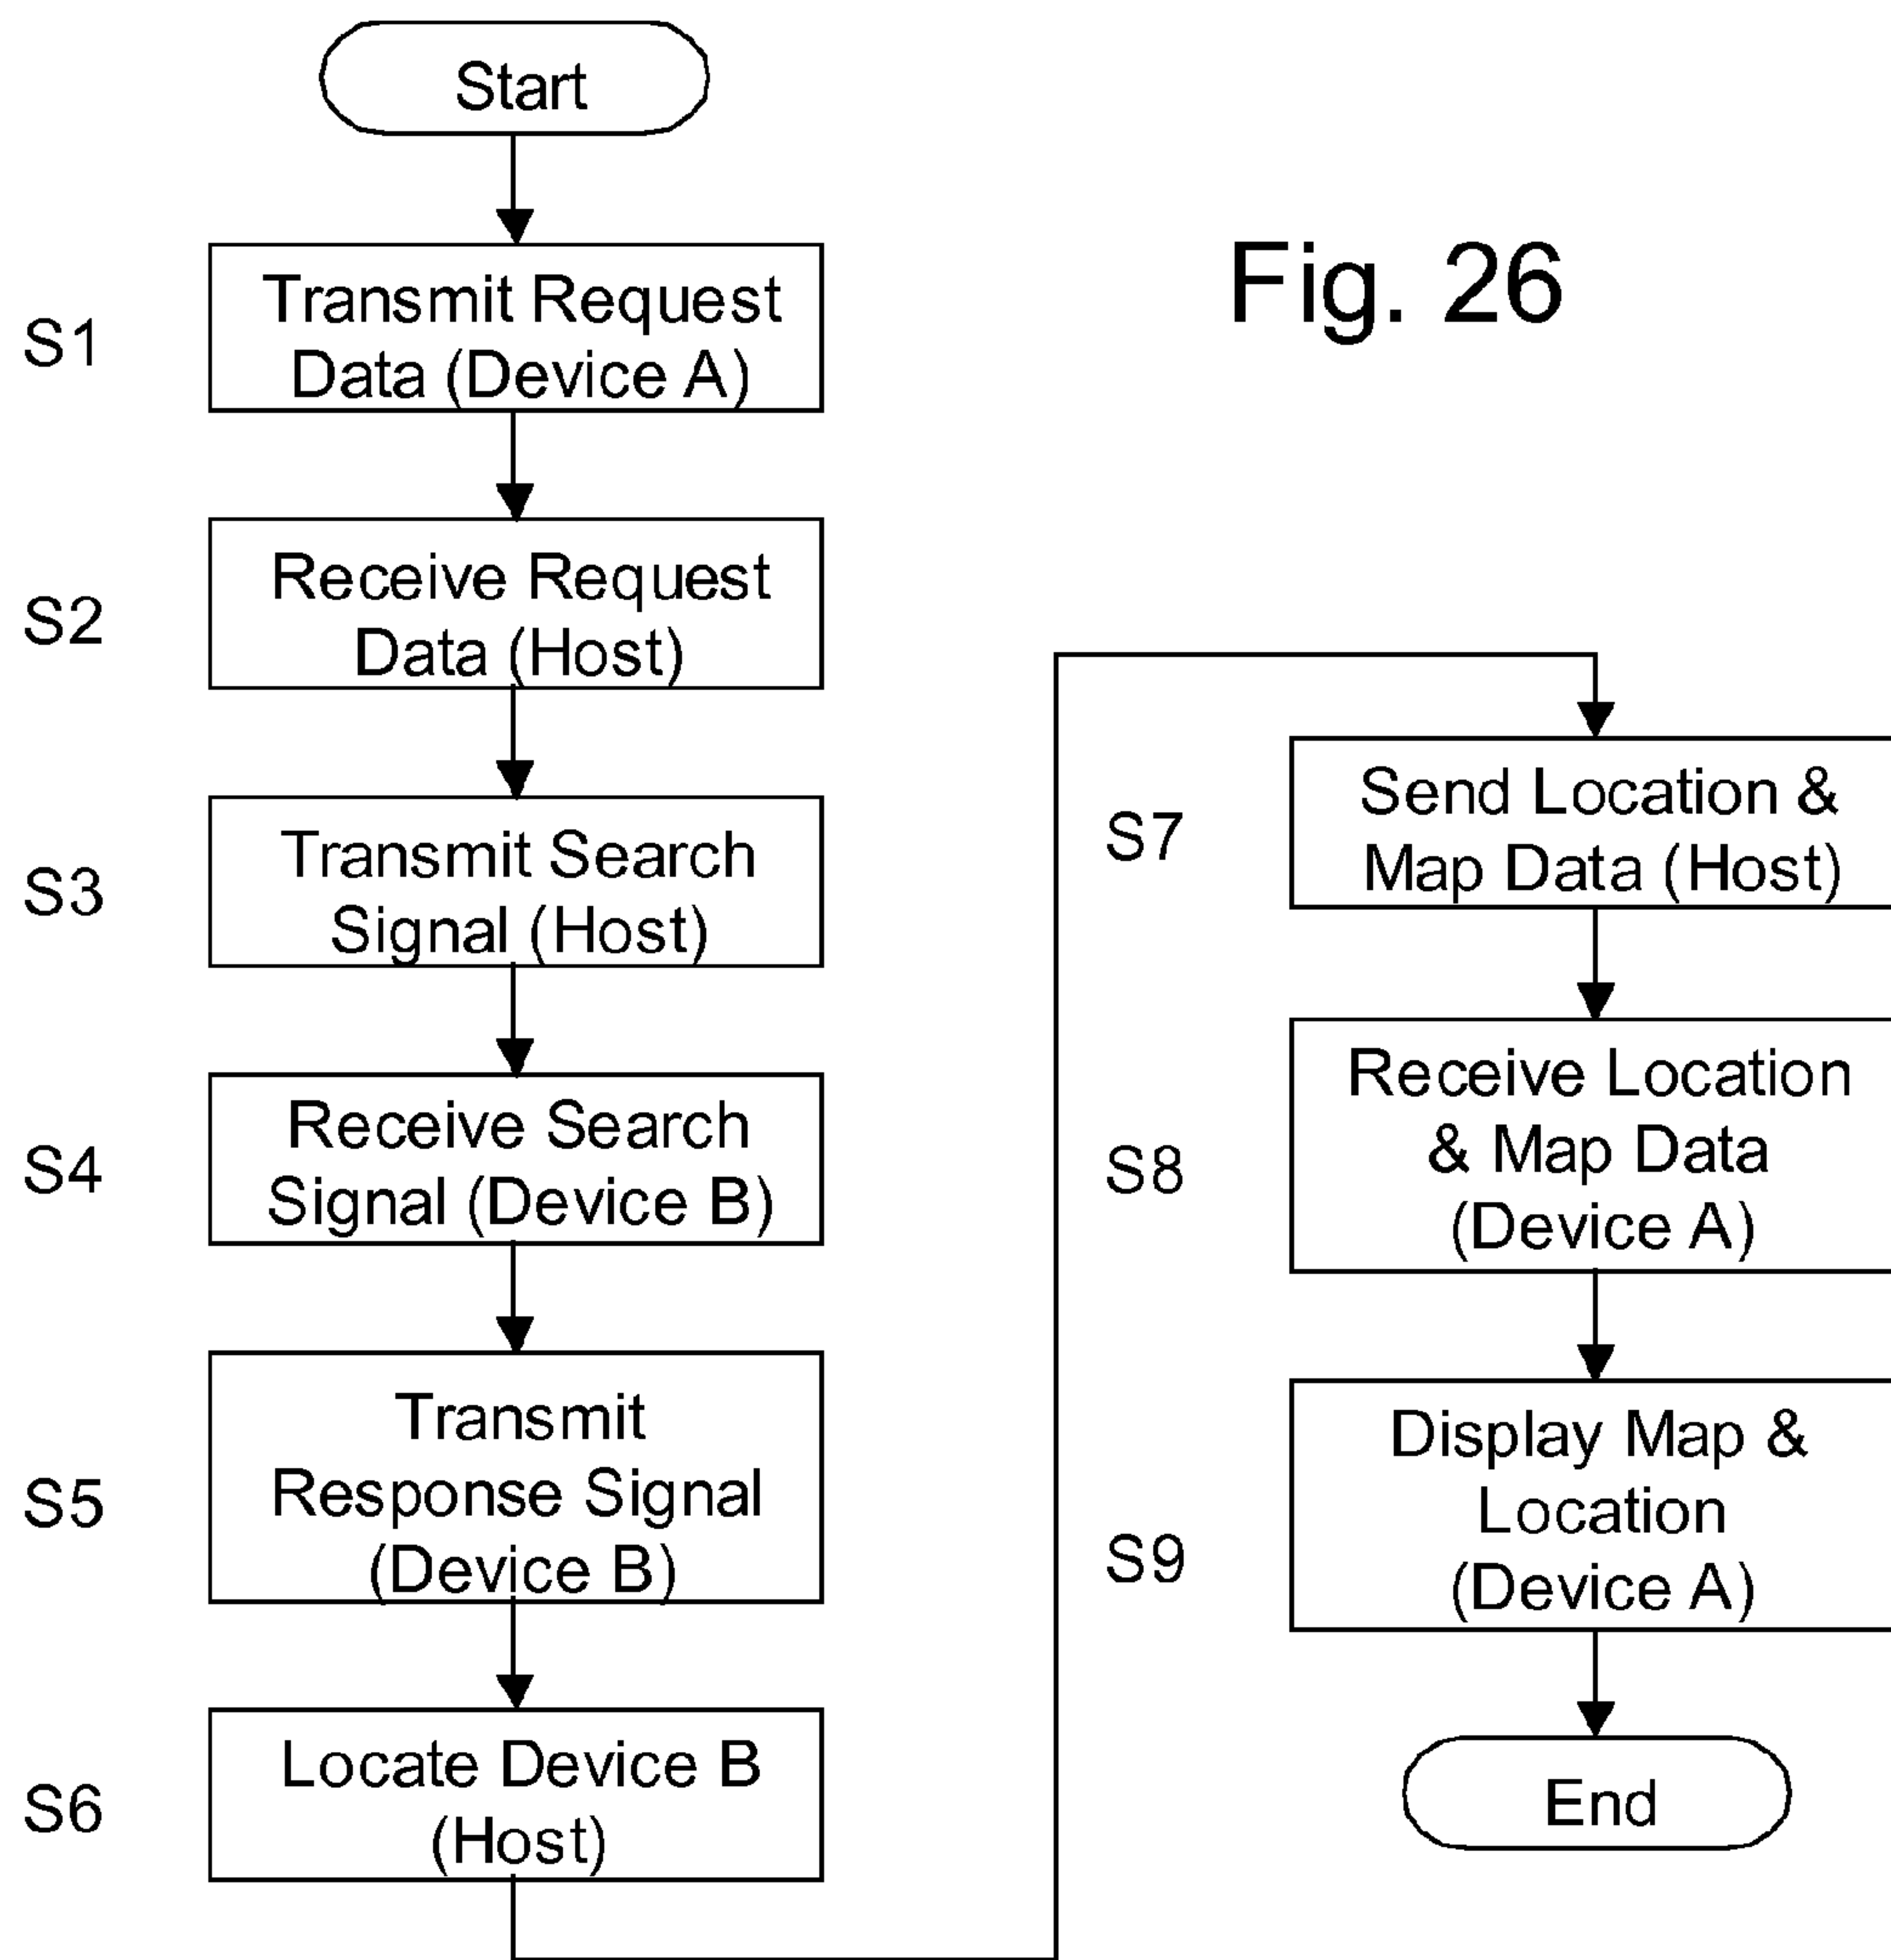 Start
Fig. 26
S1
Transmit Request
Data (Device A)
S2
Receive Request
Data (Host)
S3
Transmit Search
Signal (Host)
S4
Receive Search
Signal (Device B)
S5
Transmit
Response Signal
(Device B)
S6
Locate Device B
(Host)
S7
Send Location &
Map Data (Host)
S8
Receive Location
& Map Data
(Device A)
S9
Display Map &
Location
(Device A)
End